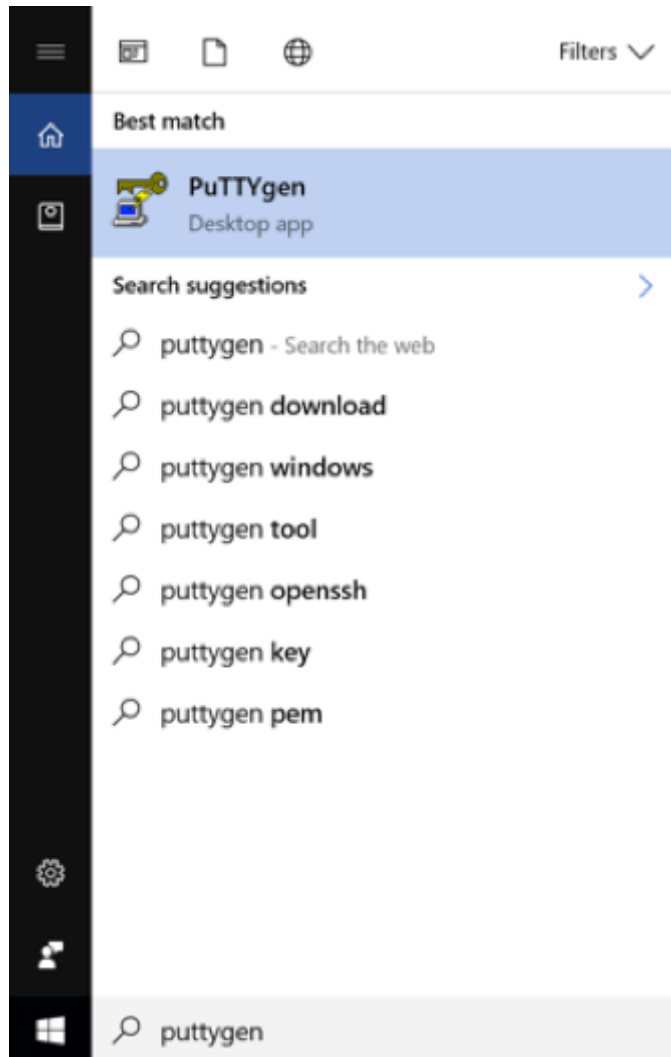 Filters
Best match
PuTTYgen
Desktop app
Search suggestions
puttygen - Search the web
puttygen download
puttygen windows
puttygen tool
puttygen openssh
puttygen key
puttygen pem
puttygen